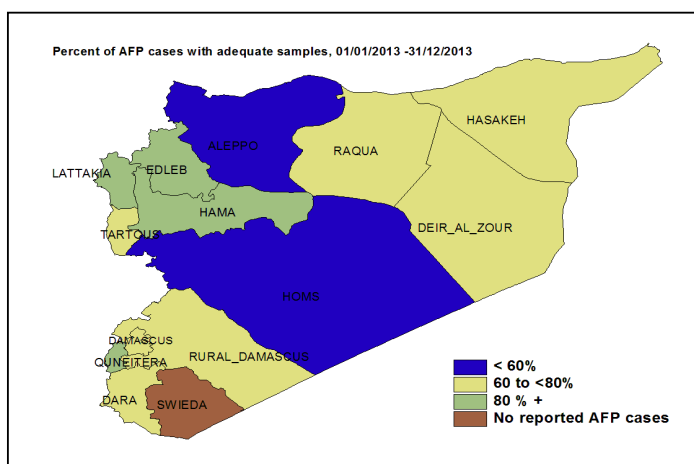 Percent of AFP cases with adequate samples, 01/01/2013 -31/12/2013
HASAKEH
ALEPPO
RAQUA
EDLEB
LATTAKIA
HAMA
DEIR_AL_ZOUR
TARTOUS
HOMS
DAMASCUS
RURAL_DAMASCUS
QUNEITERA
DARA
SWIEDA
< 60%
60 to <80%
80 % +
No reported AFP cases